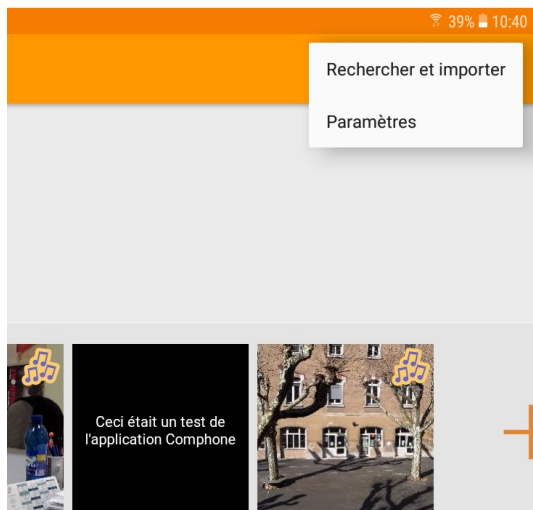 39% 10:40
Rechercher et importer
Paramètres
Ceci était un test de
l'application Comphone